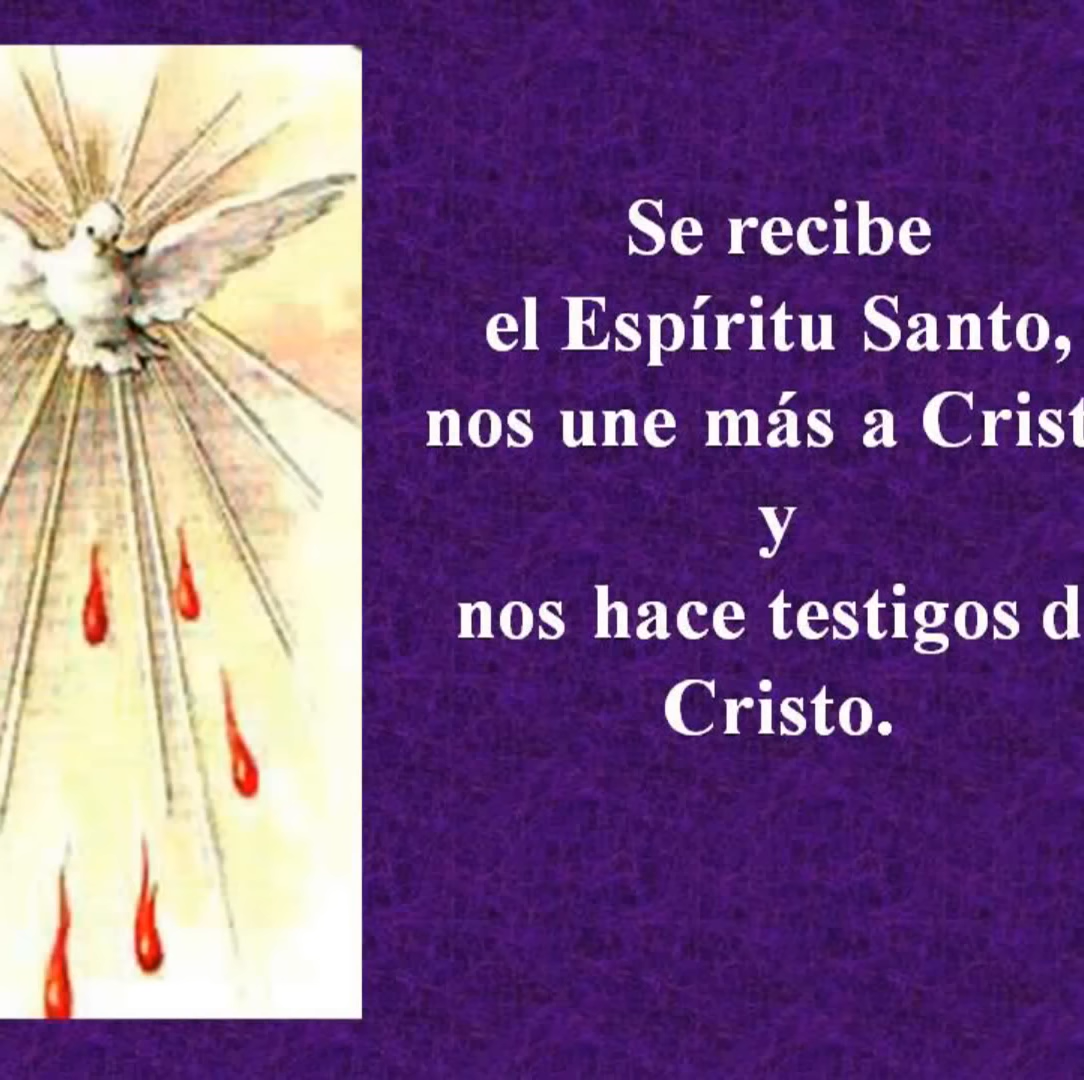 Se recibe
el Espíritu Santo,
nos une más a Crist
y
nos hace testigos d
Cristo.